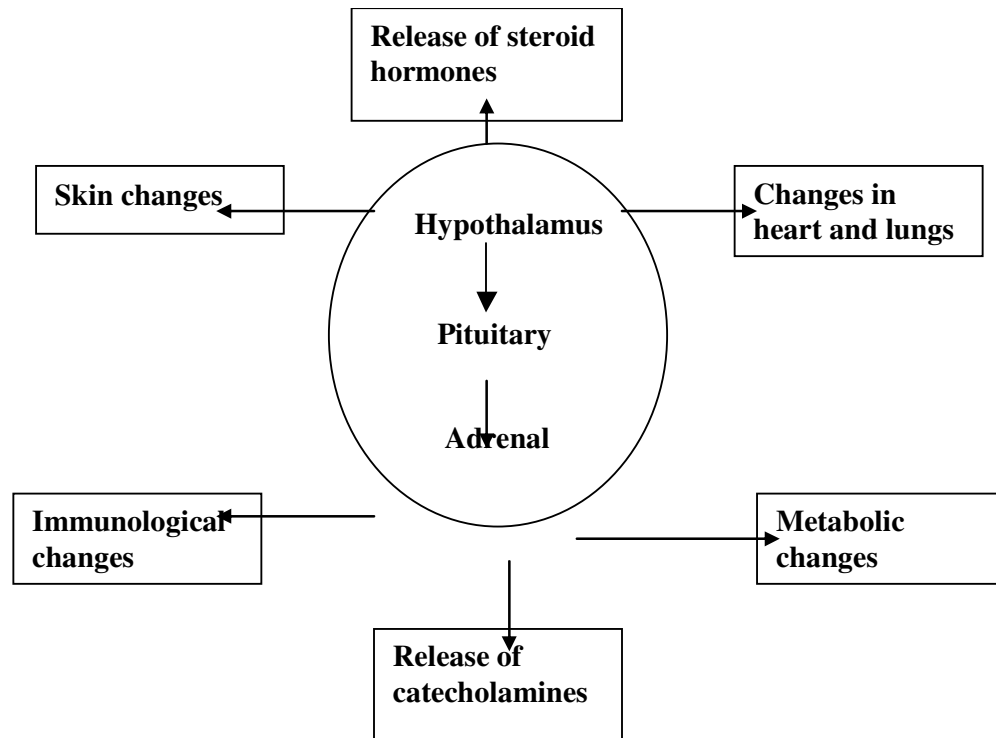 Release of steroid
hormones
Skin changes
Changes in
heart and lungs
Hypothalamus
Pituitary
Adrenal
Immunological
changes
Metabolic
changes
Release of
catecholamines